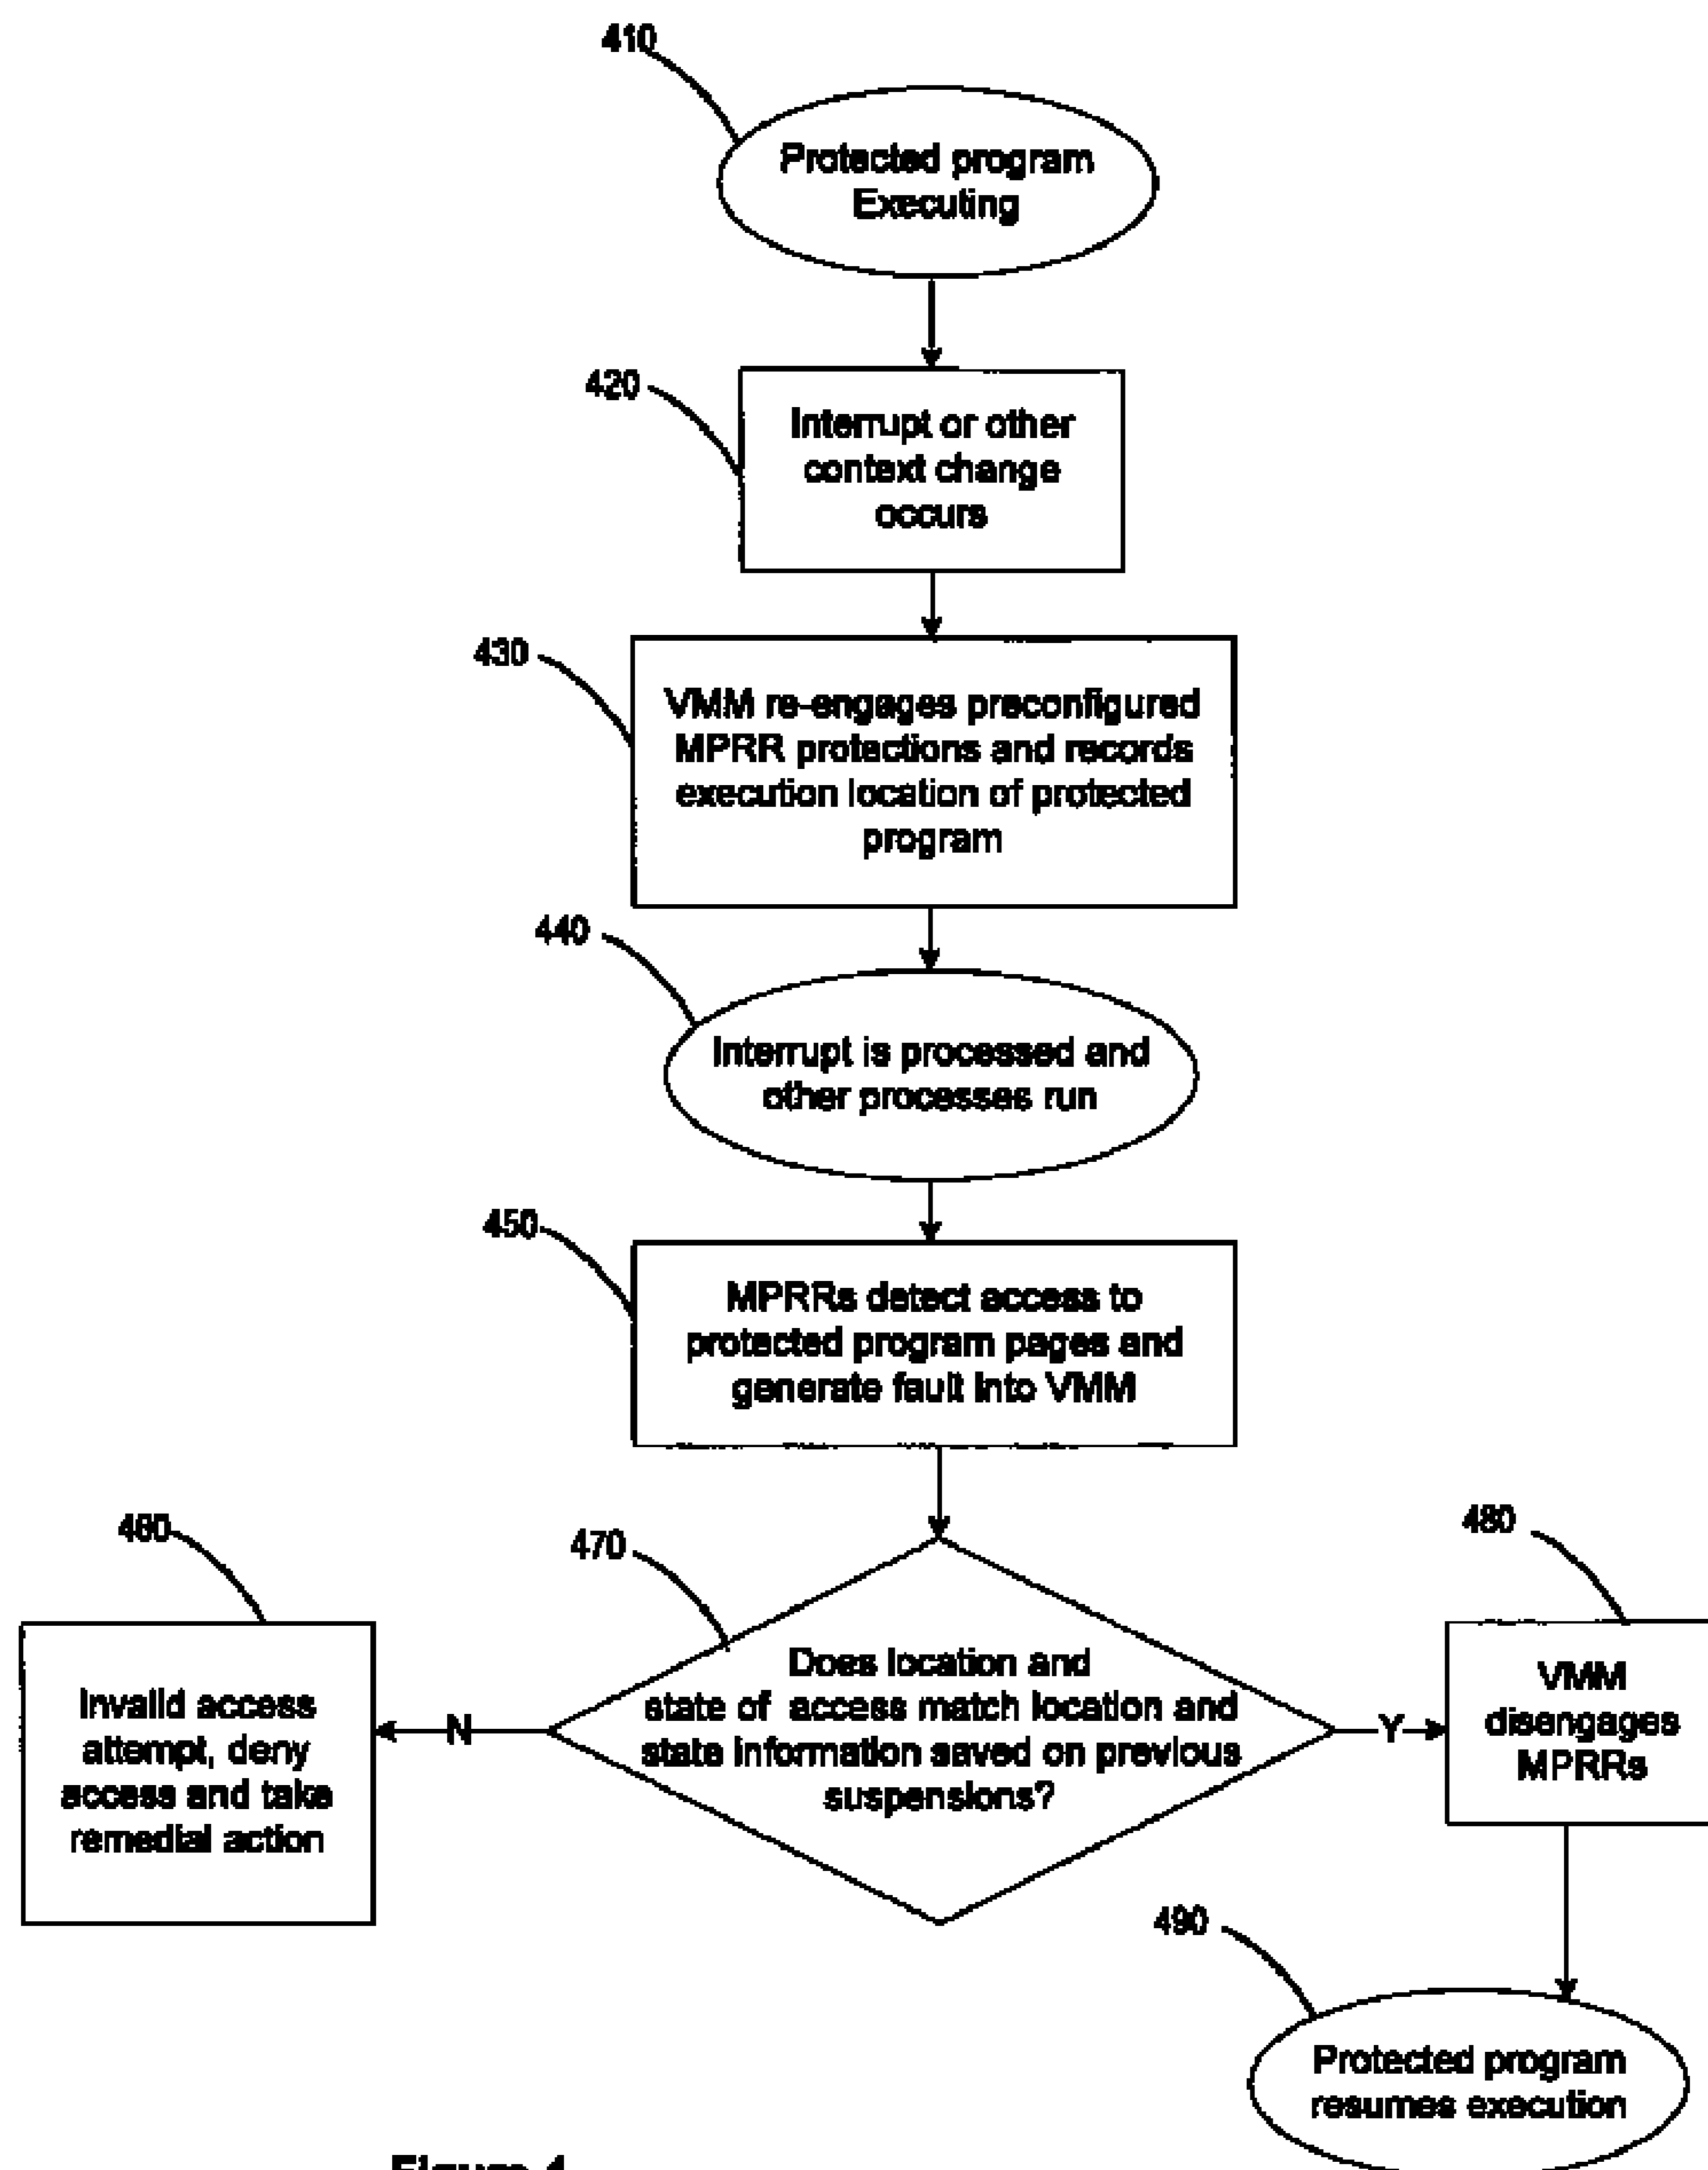 410
Protected program
Executing
420
Interrupt or other
context change
occurs
430
VMM re-engages preconfigured
MPRR protections and records
execution location of protected
program
440
Interrupt is processed and
other processes run
450
MPRRs detect access to
protected program pages and
generate fault into VMM
460
470
480
Invalid access
attempt, deny
access and take
remedial action
N
Does location and
state of access match location and
state information saved on previous
suspensions?
Y
VMM
disengages
MPRRs
490
Protected program
resumes execution
Figure 4